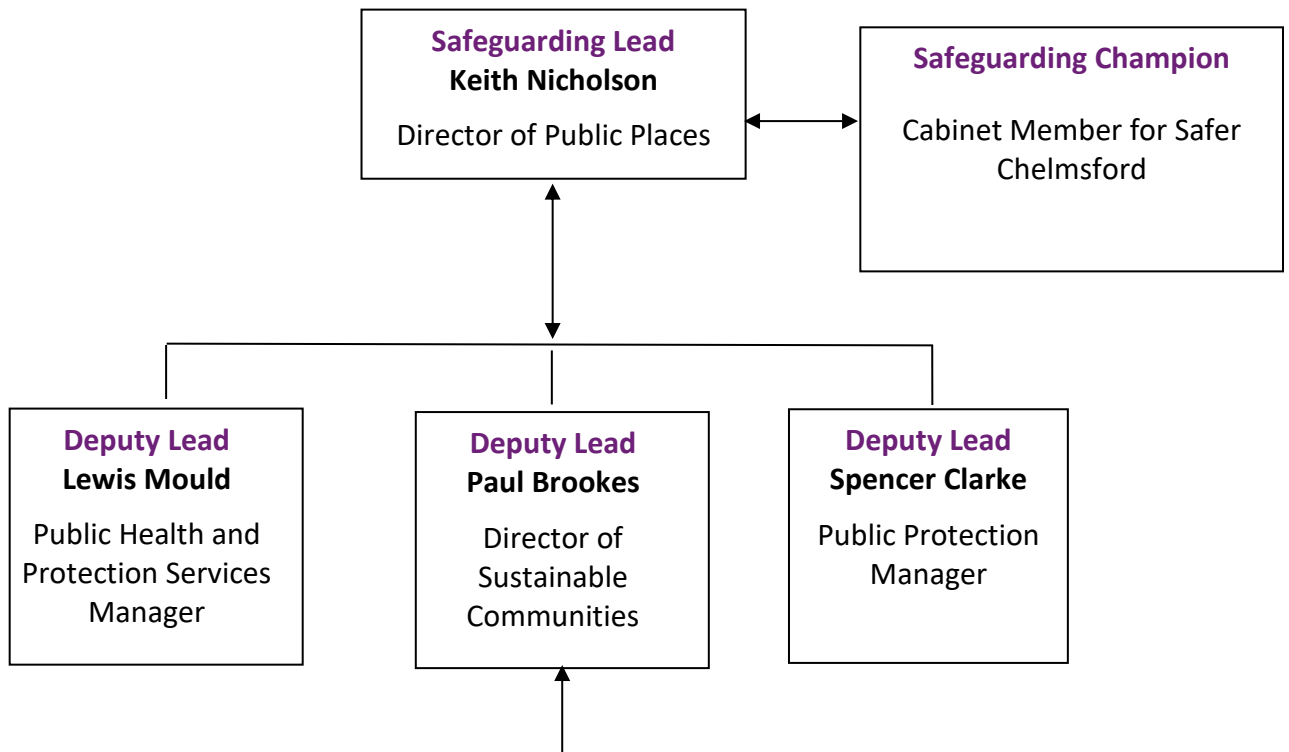 Safeguarding Lead
Keith Nicholson
Director of Public Places
Safeguarding Champion
Cabinet Member for Safer
Chelmsford
Deputy Lead
Lewis Mould
Public Health and
Protection Services
Manager
Deputy Lead
Paul Brookes
Director of
Sustainable
Communities
Deputy Lead
Spencer Clarke
Public Protection
Manager